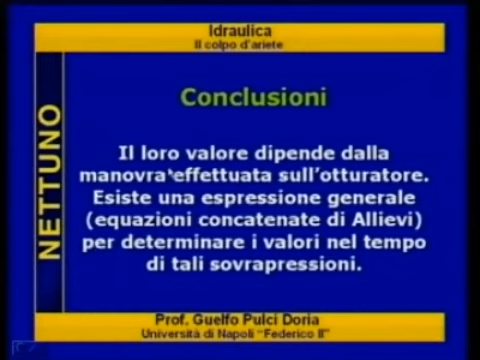 Idraulica
Il colpo d'ariete
NETTUNO
Conclusioni
Il loro valore dipende dalla
manovra effettuata sull'otturatore.
Esiste una espressione generale
(equazioni concatenate di Allievi)
per determinare i valori nel tempo
di tali sovrapressioni.
Prof. Guelfo Pulci Doria
Università di Napoli "Federico II"